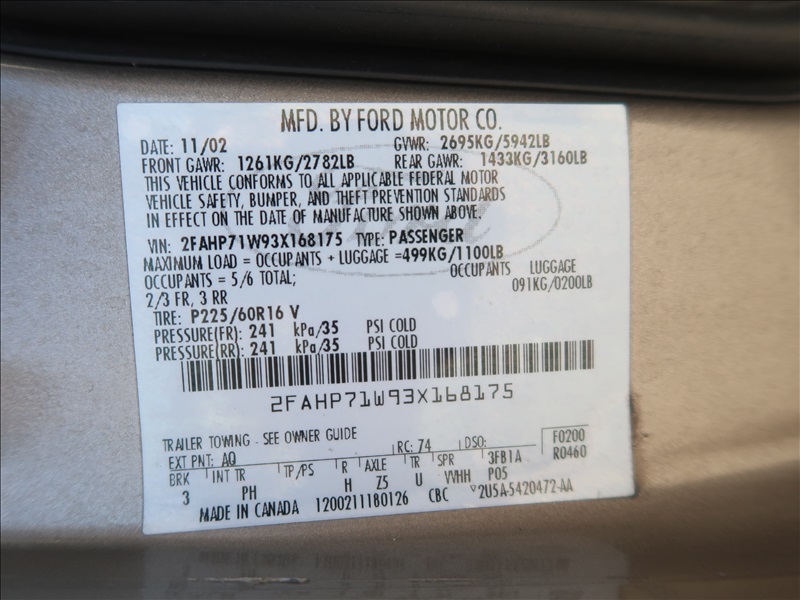 MFD. BY FORD MOTOR CO.
DATE: 11/02 GVWR: 2695KG/5942LB
FRONT GAWR: 1261KG/2782LB REAR GAWR: 1433KG/3160LB
THIS VEHICLE CONFORMS TO ALL APPLICABLE FEDERAL MOTOR
VEHICLE SAFETY, BUMPER, AND THEFT PREVENTION STANDARDS
IN EFFECT ON THE DATE OF MANUFACTURE SHOWN ABOVE.
VIN: 2FAHP71W93X168175 TYPE: PASSENGER
MAXIMUM LOAD = OCCUPANTS + LUGGAGE =499KG/1100LB
OCCUPANTS = 5/6 TOTAL; OCCUPANTS LUGGAGE
2/3 FR, 3 RR 091KG/0200LB
TIRE: P225/60R16 V
PRESSURE(FR): 241 kPa/35 PSI COLD
PRESSURE(RR): 241 kPa/35 PSI COLD
2FAHP71W93X168175
TRAILER TOWING - SEE OWNER GUIDE
EXT PNT: AQ RC: 74 DSO: F0200
BRK INT TR TP/PS R AXLE TR SPR 3FB1A R0460
3 PH H Z5 U VVHH P05
MADE IN CANADA 1200211180126 CBC 2U5A-5420472-AA